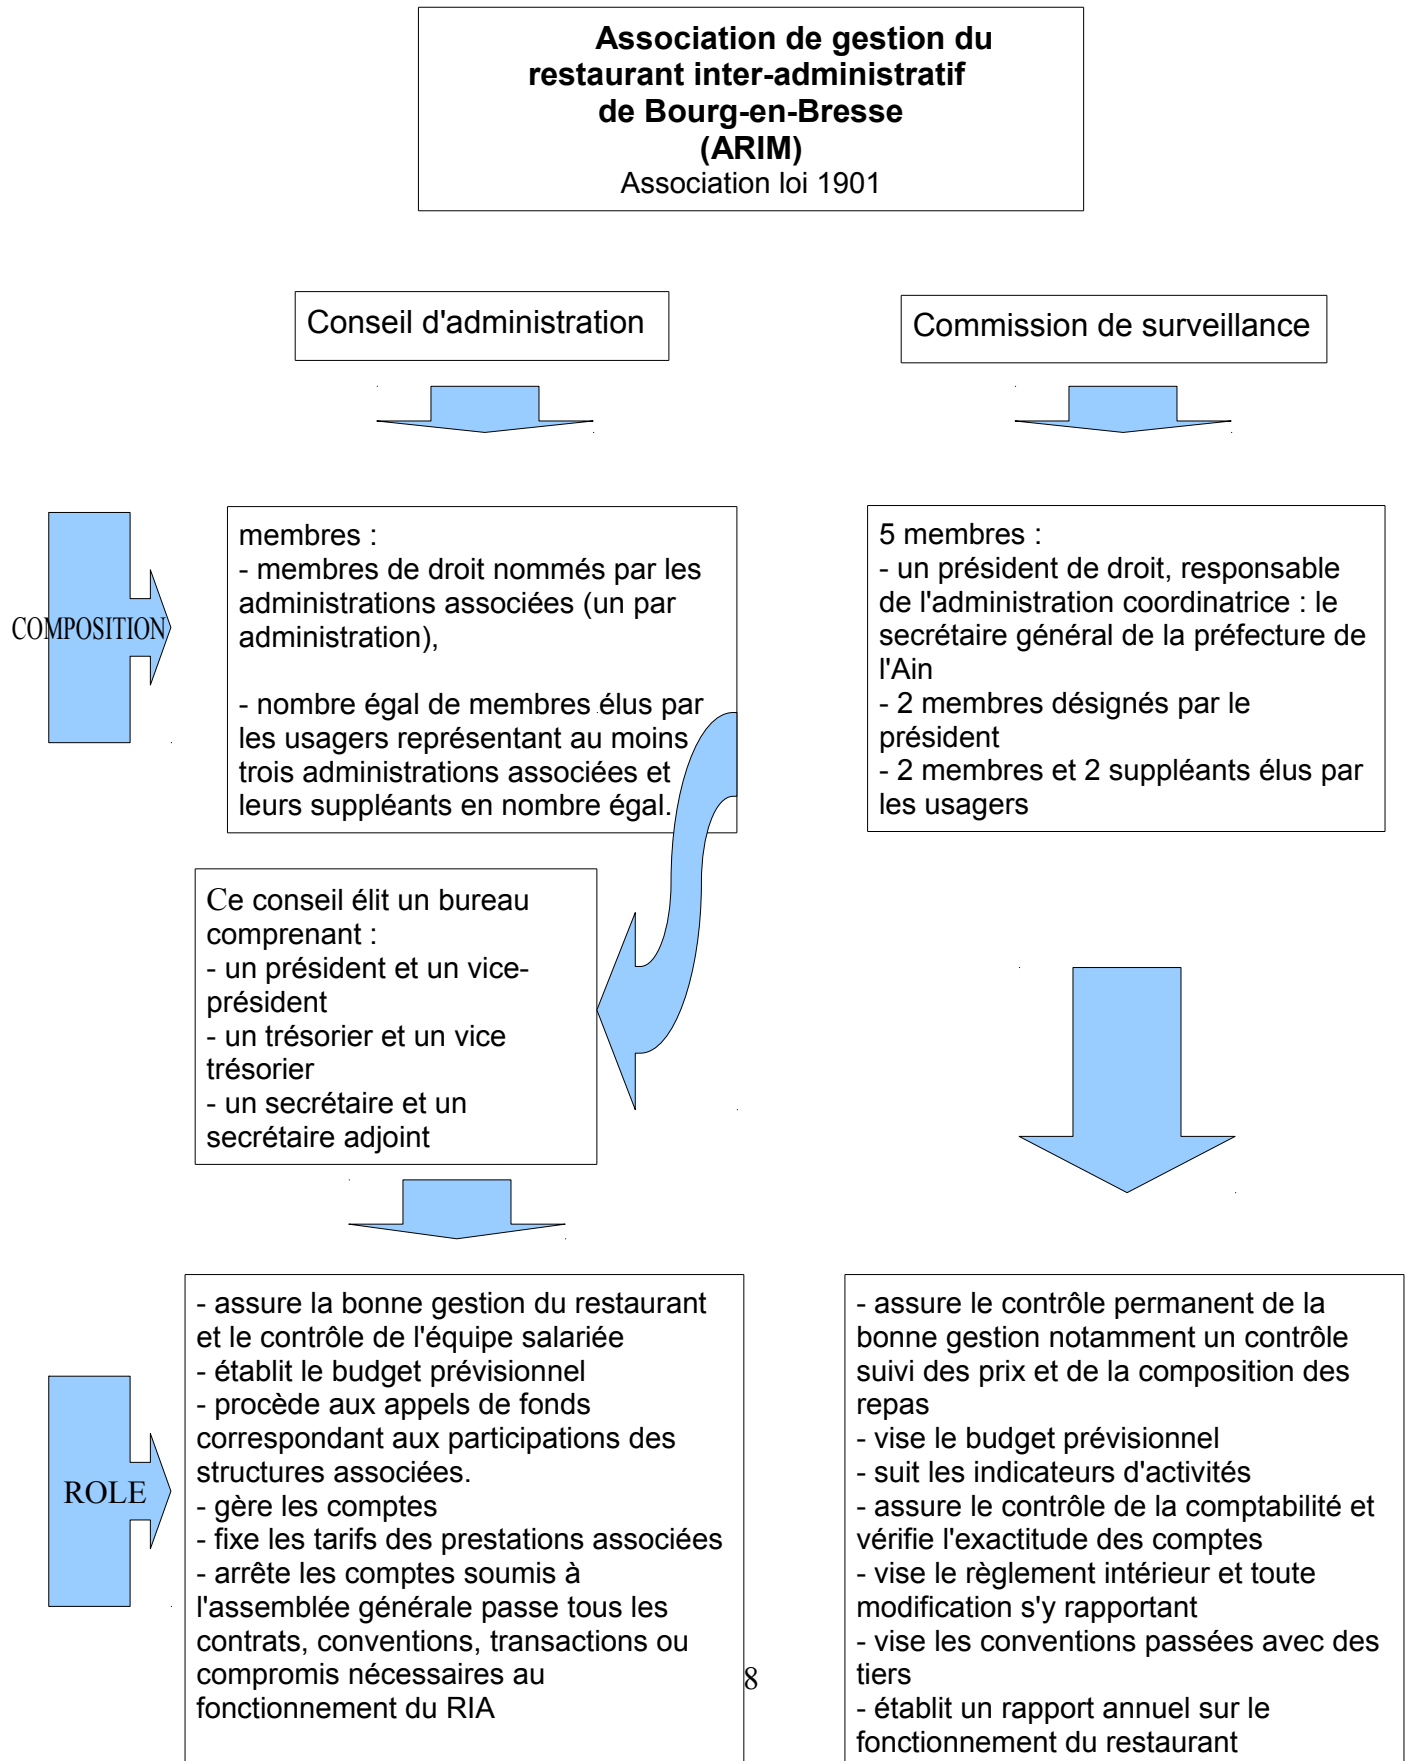 Association de gestion du
restaurant inter-administratif
de Bourg-en-Bresse
(ARIM)
Association loi 1901
Conseil d'administration
Commission de surveillance
COMPOSITION
membres :
- membres de droit nommés par les
administrations associées (un par
administration),
- nombre égal de membres élus par
les usagers représentant au moins
trois administrations associées et
leurs suppléants en nombre égal.
5 membres :
- un président de droit, responsable
de l'administration coordinatrice : le
secrétaire général de la préfecture de
l'Ain
- 2 membres désignés par le
président
- 2 membres et 2 suppléants élus par
les usagers
Ce conseil élit un bureau
comprenant :
- un président et un vice-
président
- un trésorier et un vice
trésorier
- un secrétaire et un
secrétaire adjoint
ROLE
- assure la bonne gestion du restaurant
et le contrôle de l'équipe salariée
- établit le budget prévisionnel
- procède aux appels de fonds
correspondant aux participations des
structures associées.
- gère les comptes
- fixe les tarifs des prestations associées
- arrête les comptes soumis à
l'assemblée générale passe tous les
contrats, conventions, transactions ou
compromis nécessaires au
fonctionnement du RIA
- assure le contrôle permanent de la
bonne gestion notamment un contrôle
suivi des prix et de la composition des
repas
- vise le budget prévisionnel
- suit les indicateurs d'activités
- assure le contrôle de la comptabilité et
vérifie l'exactitude des comptes
- vise le règlement intérieur et toute
modification s'y rapportant
- vise les conventions passées avec des
tiers
- établit un rapport annuel sur le
fonctionnement du restaurant
8